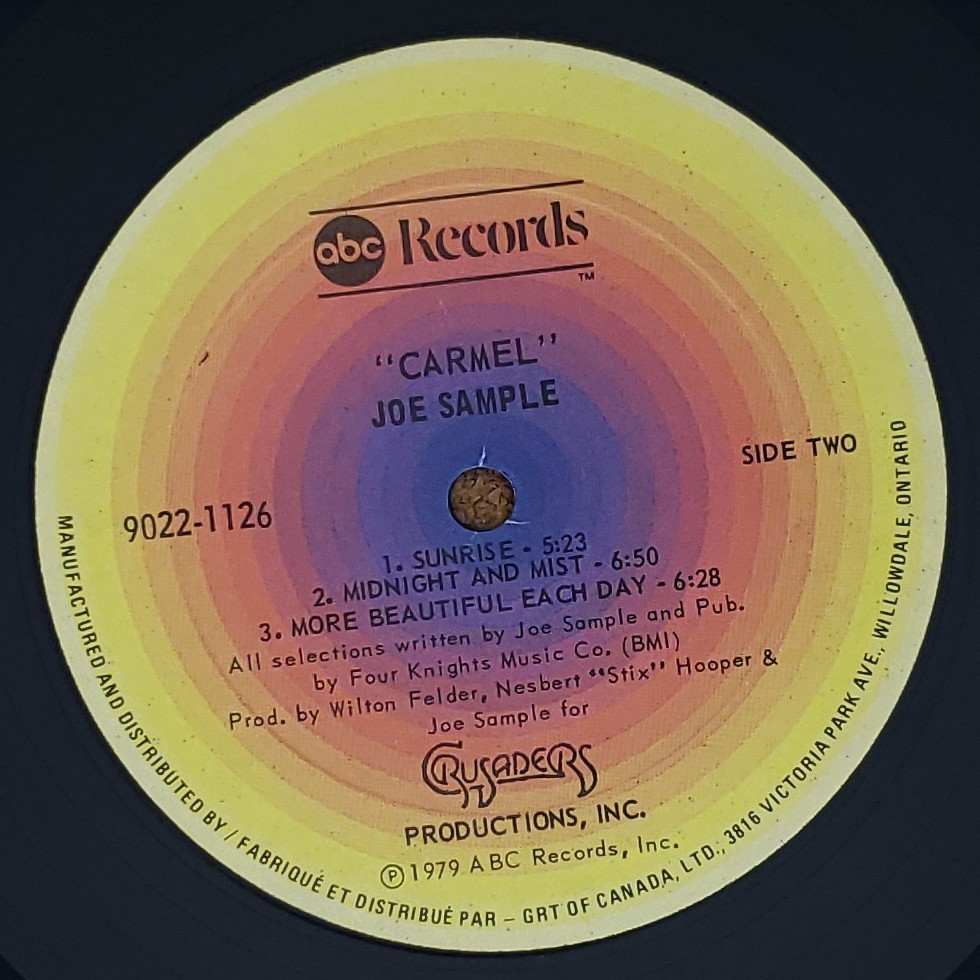 abc Records
™
“CARMEL”
JOE SAMPLE
SIDE TWO
9022-1126
1. SUNRISE - 5:23
2. MIDNIGHT AND MIST - 6:50
3. MORE BEAUTIFUL EACH DAY - 6:28
All selections written by Joe Sample and Pub.
by Four Knights Music Co. (BMI)
Prod. by Wilton Felder, Nesbert “Stix” Hooper &
Joe Sample for
CRUSADERS
PRODUCTIONS, INC.
℗ 1979 ABC Records, Inc.
MANUFACTURED AND DISTRIBUTED BY / FABRIQUÉ ET DISTRIBUÉ PAR – GRT OF CANADA, LTD., 3816 VICTORIA PARK AVE., WILLOWDALE, ONTARIO